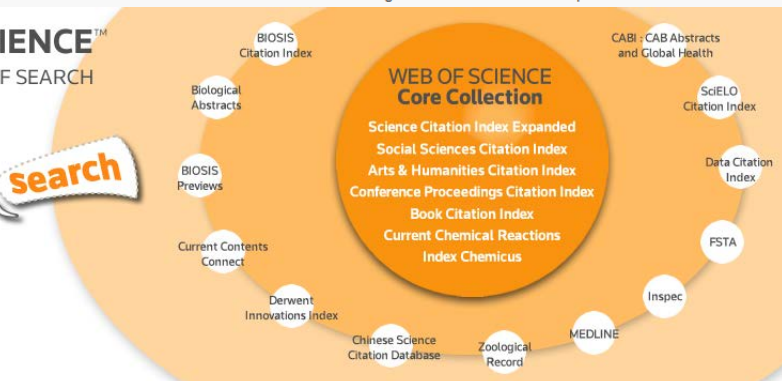 IENCE™
F SEARCH
search
WEB OF SCIENCE
Core Collection
Science Citation Index Expanded
Social Sciences Citation Index
Arts & Humanities Citation Index
Conference Proceedings Citation Index
Book Citation Index
Current Chemical Reactions
Index Chemicus
BIOSIS
Citation Index
Biological
Abstracts
BIOSIS
Previews
Current Contents
Connect
Derwent
Innovations Index
Chinese Science
Citation Database
Zoological
Record
MEDLINE
Inspec
FSTA
Data Citation
Index
SciELO
Citation Index
CABI : CAB Abstracts
and Global Health